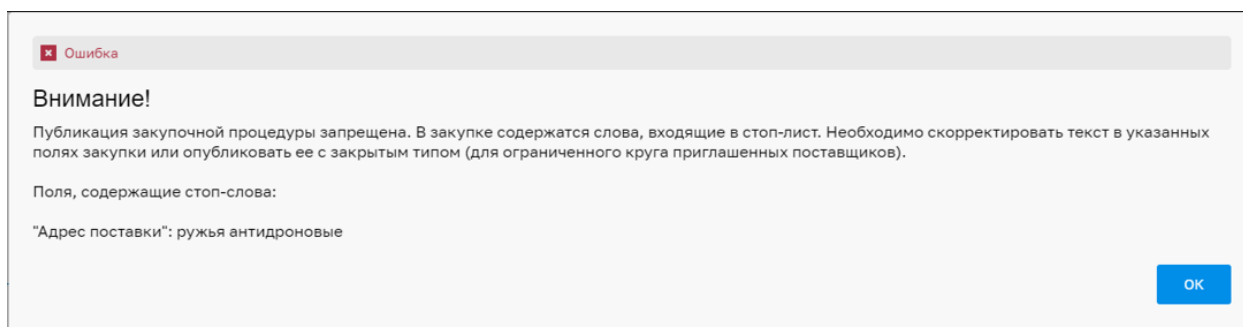 Ошибка
Внимание!
Публикация закупочной процедуры запрещена. В закупке содержатся слова, входящие в стоп-лист. Необходимо скорректировать текст в указанных
полях закупки или опубликовать ее с закрытым типом (для ограниченного круга приглашенных поставщиков).
Поля, содержащие стоп-слова:
"Адрес поставки": ружья антидроновые
ОК